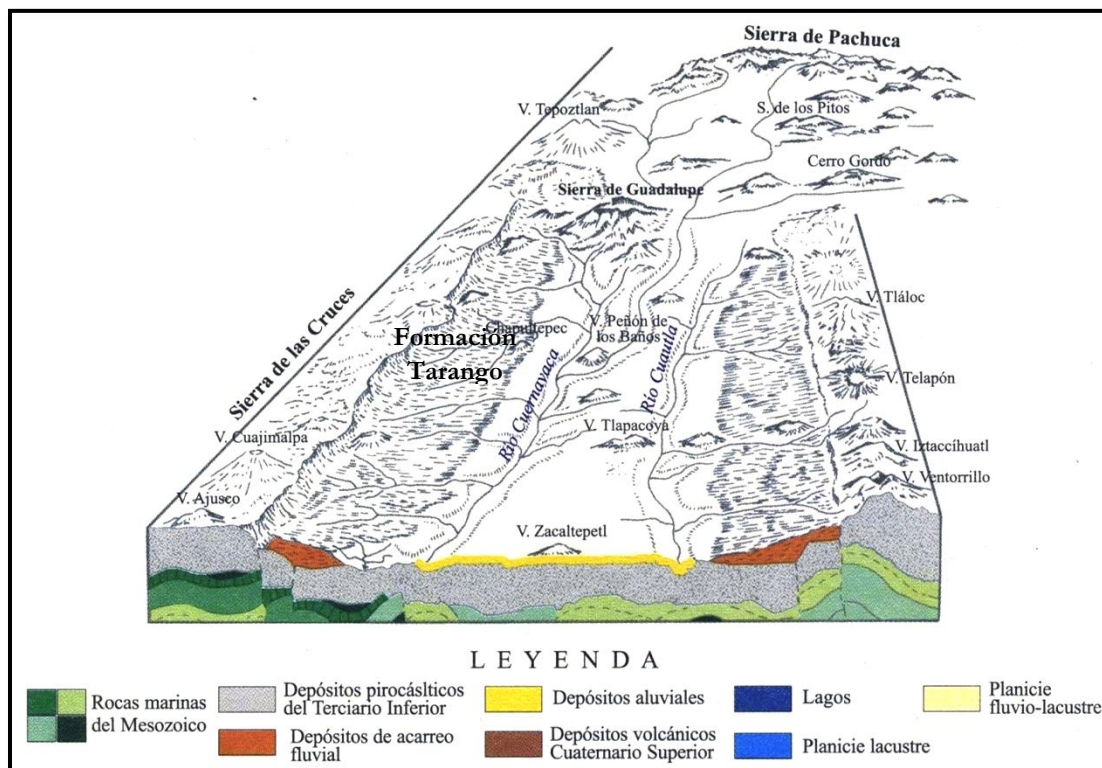 Sierra de Pachuca
V. Tepoztlan
S. de los Pitos
Cerro Gordo
Sierra de Guadalupe
V. Tláloc
Chapultepec
V. Peñón de
los Baños
Formación
Tarango
Sierra de las Cruces
Río Cuernavaca
Río Cuautla
V. Telapón
V. Tlapacoya
V. Cuajimalpa
V. Iztaccíhuatl
V. Ventorrillo
V. Ajusco
V. Zacaltepetl
LEYENDA
Rocas marinas
del Mesozoico
Depósitos pirocáslticos
del Terciario Inferior
Depósitos de acarreo
fluvial
Depósitos aluviales
Depósitos volcánicos
Cuaternario Superior
Lagos
Planicie lacustre
Planicie
fluvio-lacustre